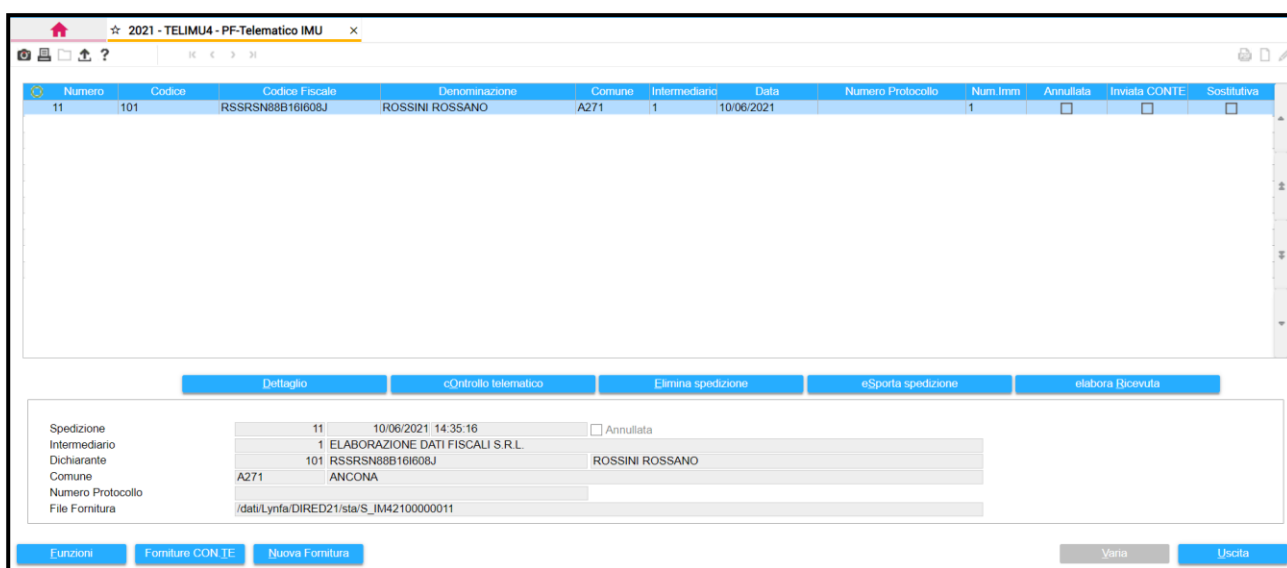 ☆ 2021 - TELIMU4 - PF-Telematico IMU ×
?
Numero Codice Codice Fiscale Denominazione Comune Intermediario Data Numero Protocollo Num.Imm Annullata Inviata CONTE Sostitutiva
11 101 RSSRSN88B16I608J ROSSINI ROSSANO A271 1 10/06/2021 1
Dettaglio cOntrollo telematico Elimina spedizione eSporta spedizione elabora Ricevuta
Spedizione 11 10/06/2021 14:35:16 Annullata
Intermediario 1 ELABORAZIONE DATI FISCALI S.R.L.
Dichiarante 101 RSSRSN88B16I608J ROSSINI ROSSANO
Comune A271 ANCONA
Numero Protocollo
File Fornitura /dati/Lynfa/DIRED21/sta/S_IM42100000011
Funzioni Forniture CON.TE Nuova Fornitura Varia Uscita